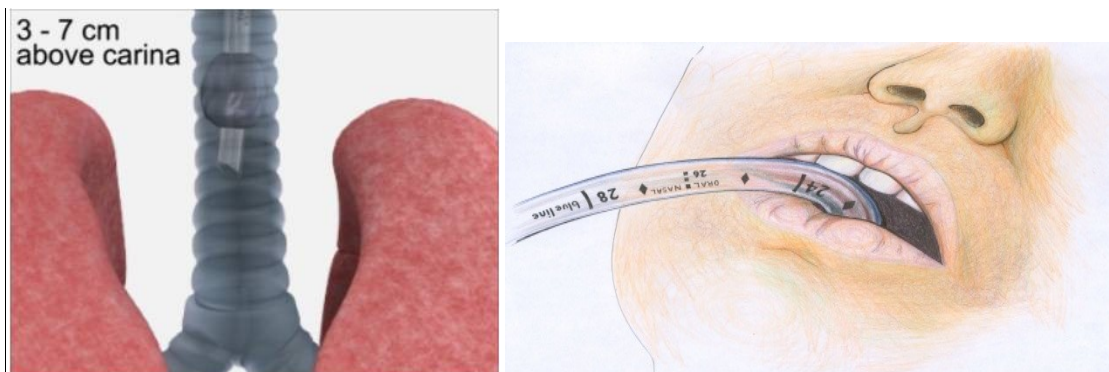 3 - 7 cm
above carina
blue line
28
ORAL NASAL
26
24